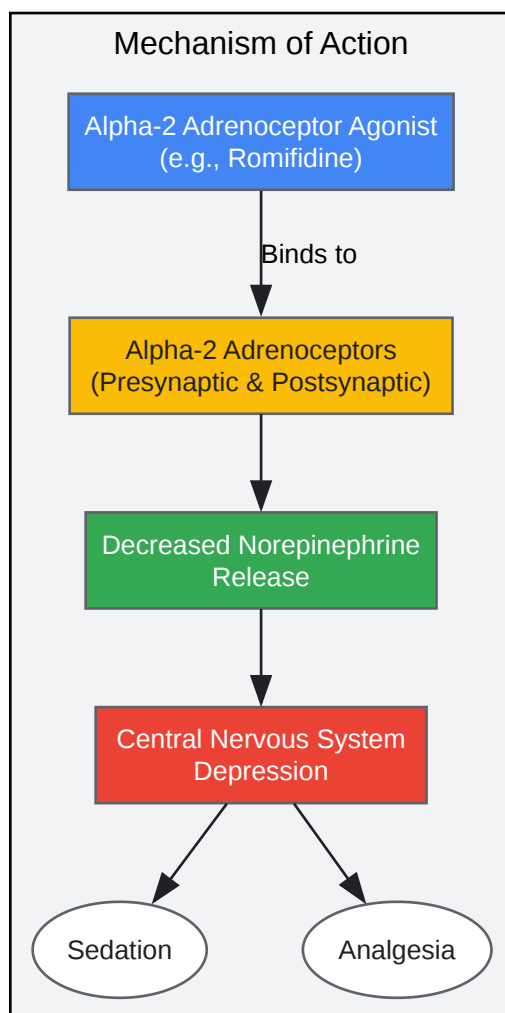 Mechanism of Action
Alpha-2 Adrenoceptor Agonist
(e.g., Romifidine)
Binds to
Alpha-2 Adrenoceptors
(Presynaptic & Postsynaptic)
Decreased Norepinephrine
Release
Central Nervous System
Depression
Sedation
Analgesia